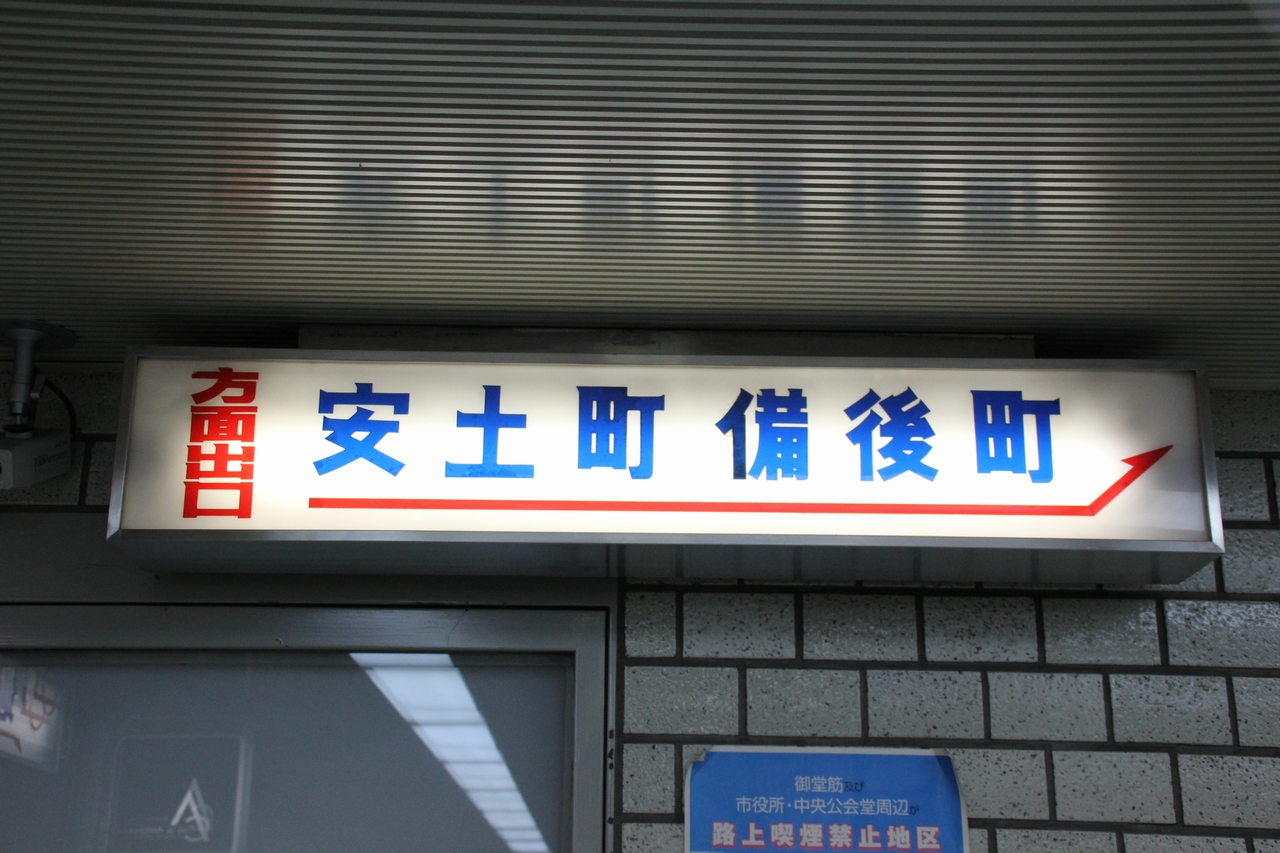 方面出口
安土町 備後町
御堂筋及び
市役所・中央公会堂周辺が
路上喫煙禁止地区